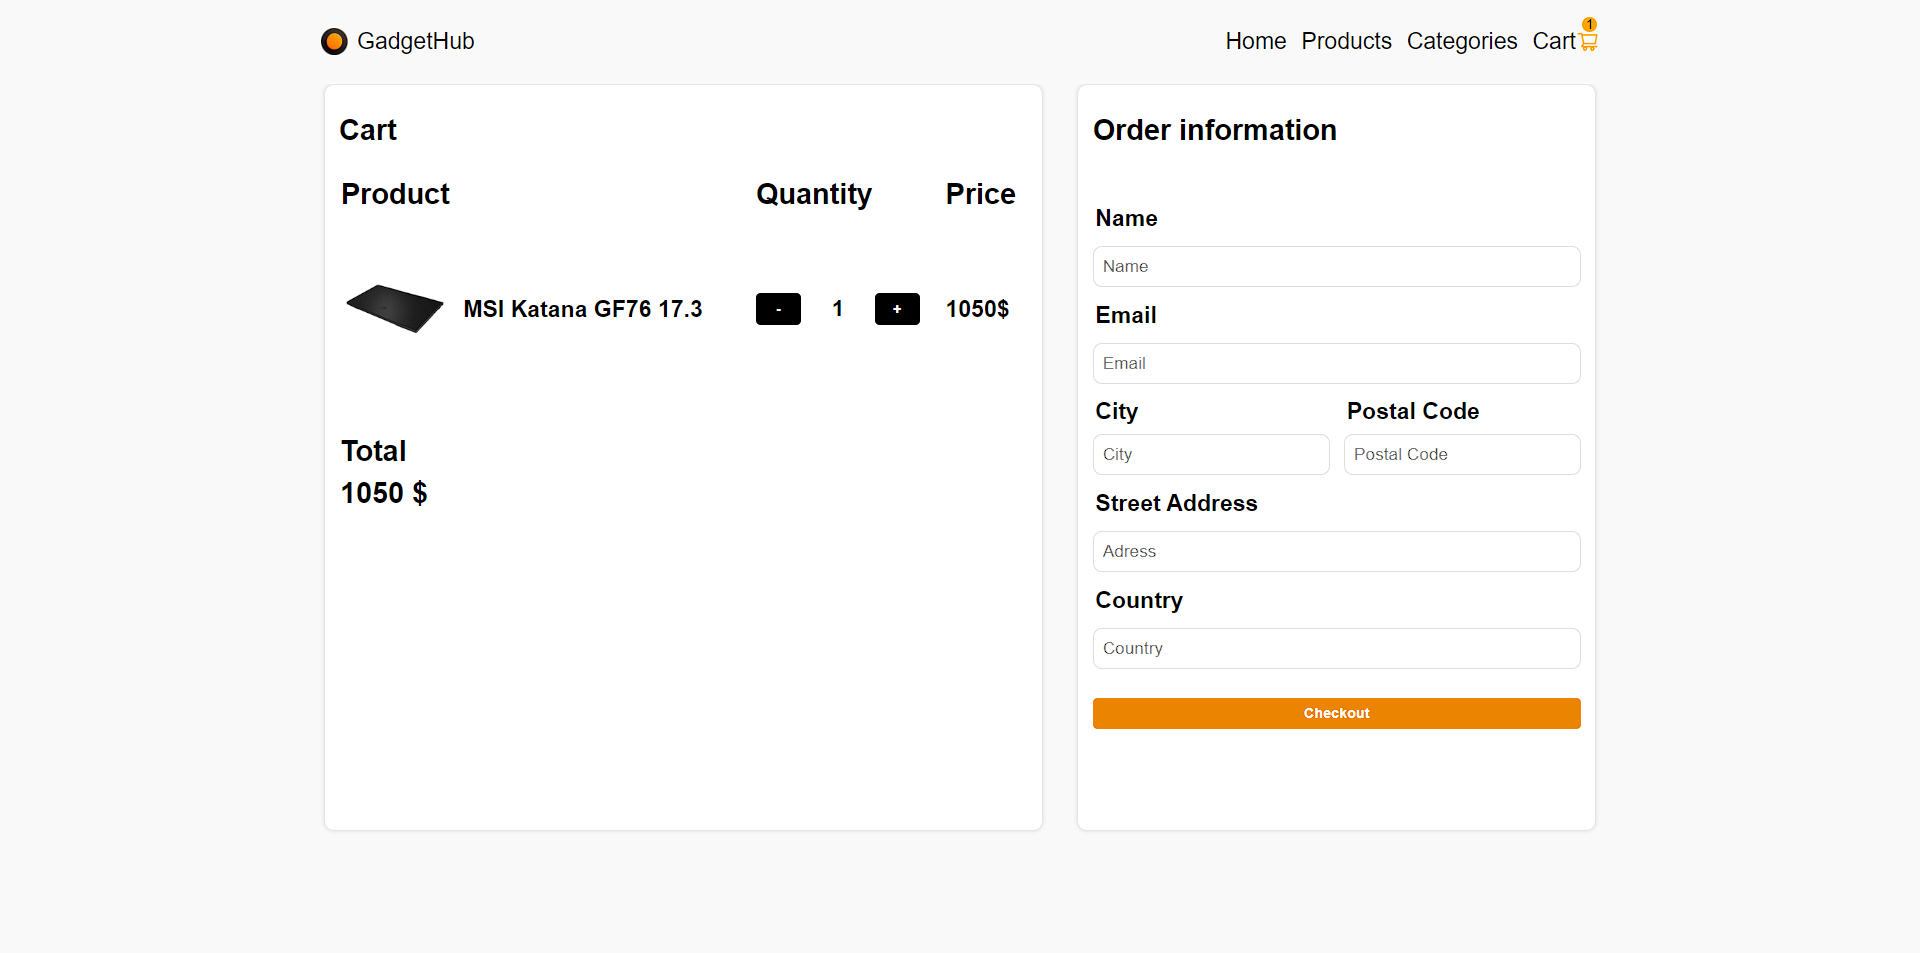 GadgetHub
Home Products Categories Cart 1
Cart
Product Quantity Price
MSI Katana GF76 17.3 - 1 + 1050$
Total
1050 $
Order information
Name
Name
Email
Email
City Postal Code
City Postal Code
Street Address
Adress
Country
Country
Checkout